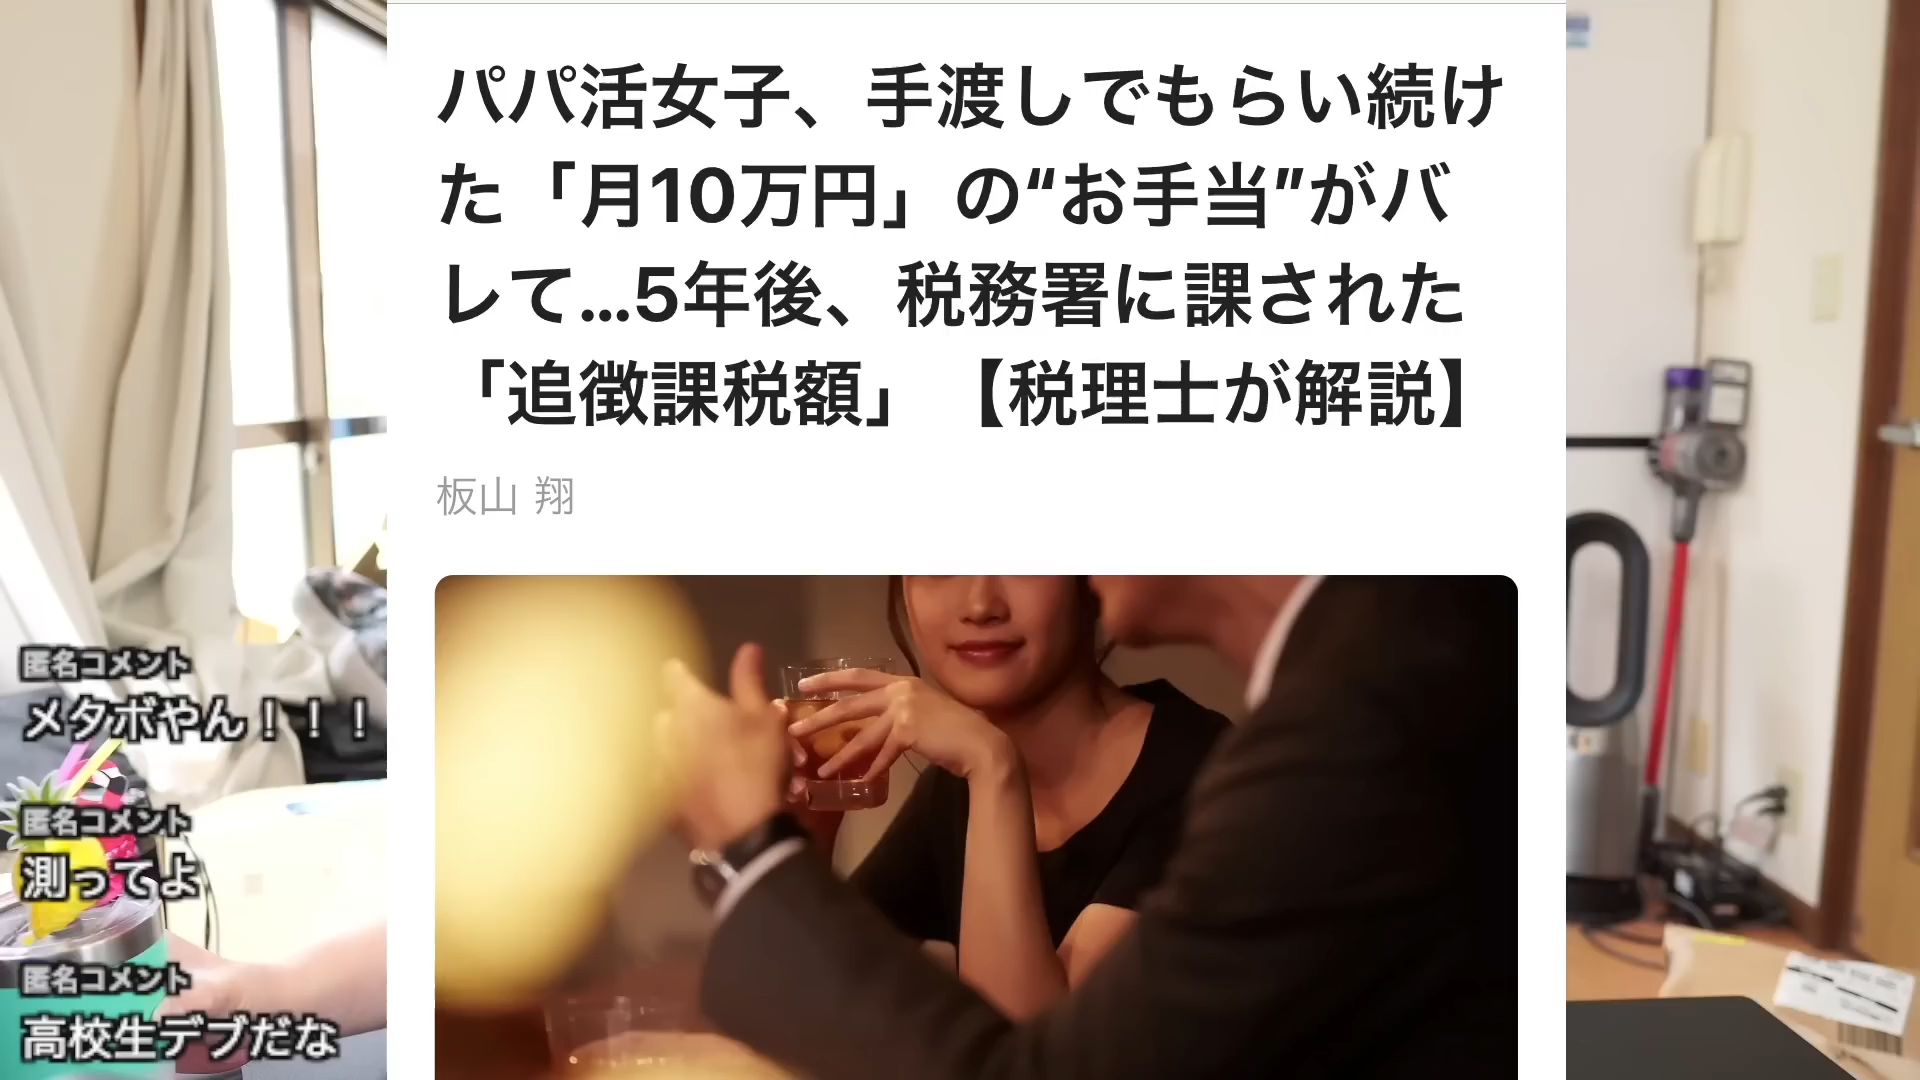 パパ活女子、手渡しでもらい続け
た「月10万円」の“お手当”がバ
レて...5年後、税務署に課された
「追徴課税額」【税理士が解説】
板山 翔
匿名コメント
メタボやん！！！
匿名コメント
測ってよ
匿名コメント
高校生デブだな